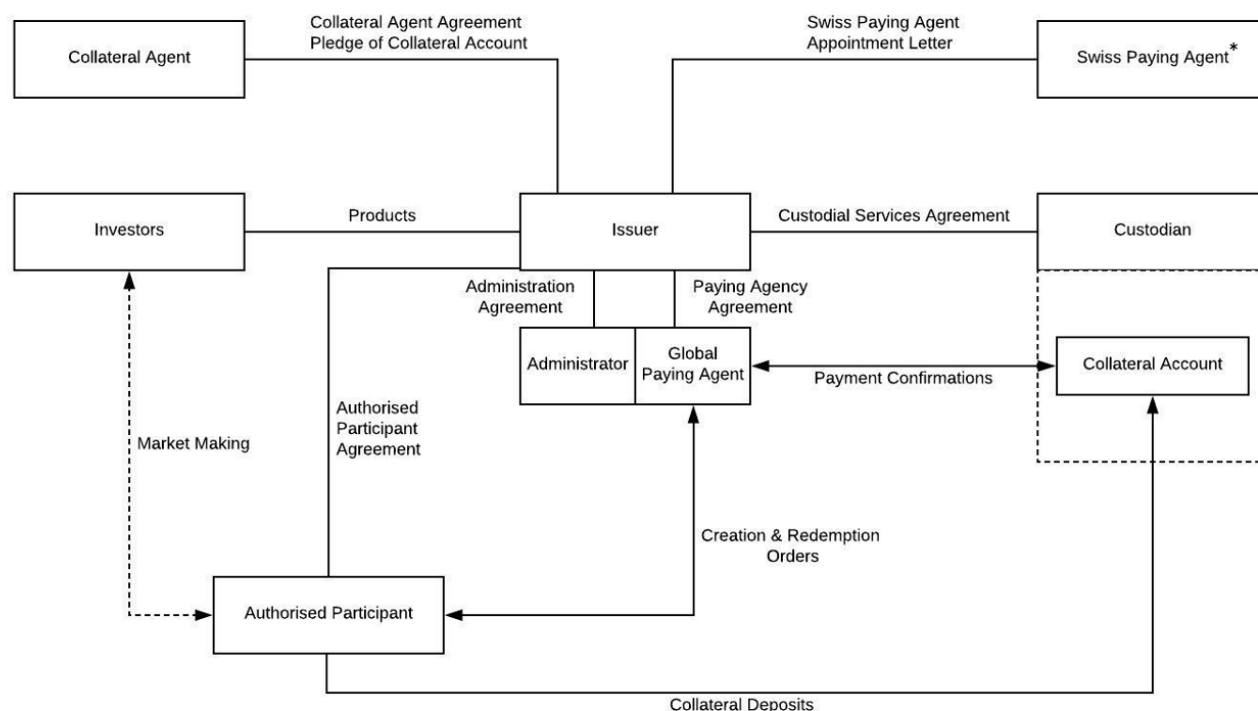 Collateral Agent Agreement
Pledge of Collateral Account
Swiss Paying Agent
Appointment Letter
Collateral Agent
Swiss Paying Agent*
Investors
Products
Issuer
Custodial Services Agreement
Custodian
Administration
Agreement
Paying Agency
Agreement
Administrator
Global
Paying Agent
Payment Confirmations
Collateral Account
Authorised
Participant
Agreement
Market Making
Creation & Redemption
Orders
Authorised Participant
Collateral Deposits